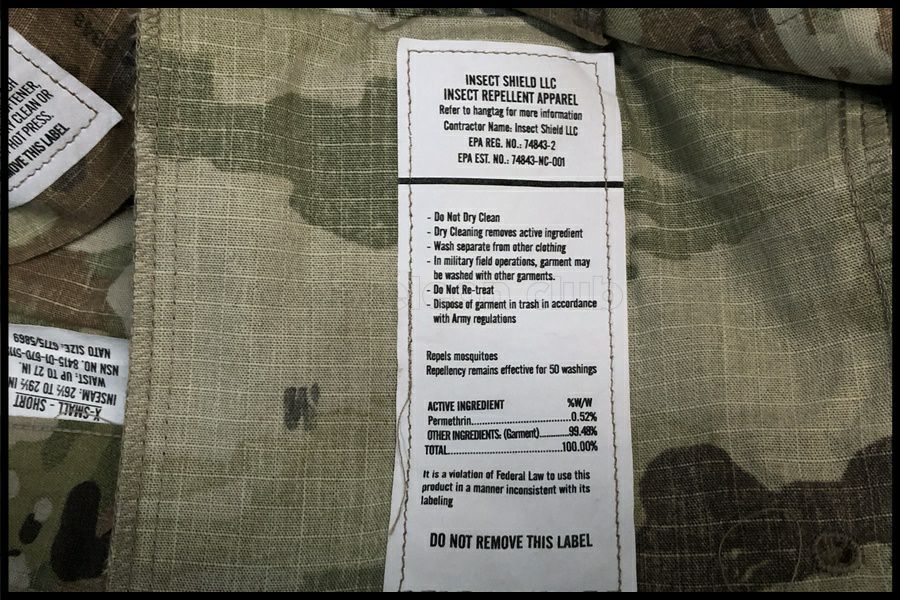 TENER,
Y CLEAN OR
HOT PRESS.
MOVE THIS LABEL
INSECT SHIELD LLC
INSECT REPELLENT APPAREL
Refer to hangtag for more information
Contractor Name: Insect Shield LLC
EPA REG. NO.: 74843-2
EPA EST. NO.: 74843-NC-001
- Do Not Dry Clean
- Dry Cleaning removes active ingredient
- Wash separate from other clothing
- In military field operations, garment may
be washed with other garments.
- Do Not Re-treat
- Dispose of garment in trash in accordance
with Army regulations
Repels mosquitoes
Repellency remains effective for 50 washings
ACTIVE INGREDIENT %W/W
Permethrin..........................0.52%
OTHER INGREDIENTS: (Garment)............99.48%
TOTAL..................................100.00%
It is a violation of Federal Law to use this
product in a manner inconsistent with its
labeling
DO NOT REMOVE THIS LABEL
X-SMALL - SHORT
INSEAM. 26½ TO 29½ IN
WAIST. UP TO 27 IN.
NSN NO. 8415-01-670-
NATO SIZE: 6775/5869
W